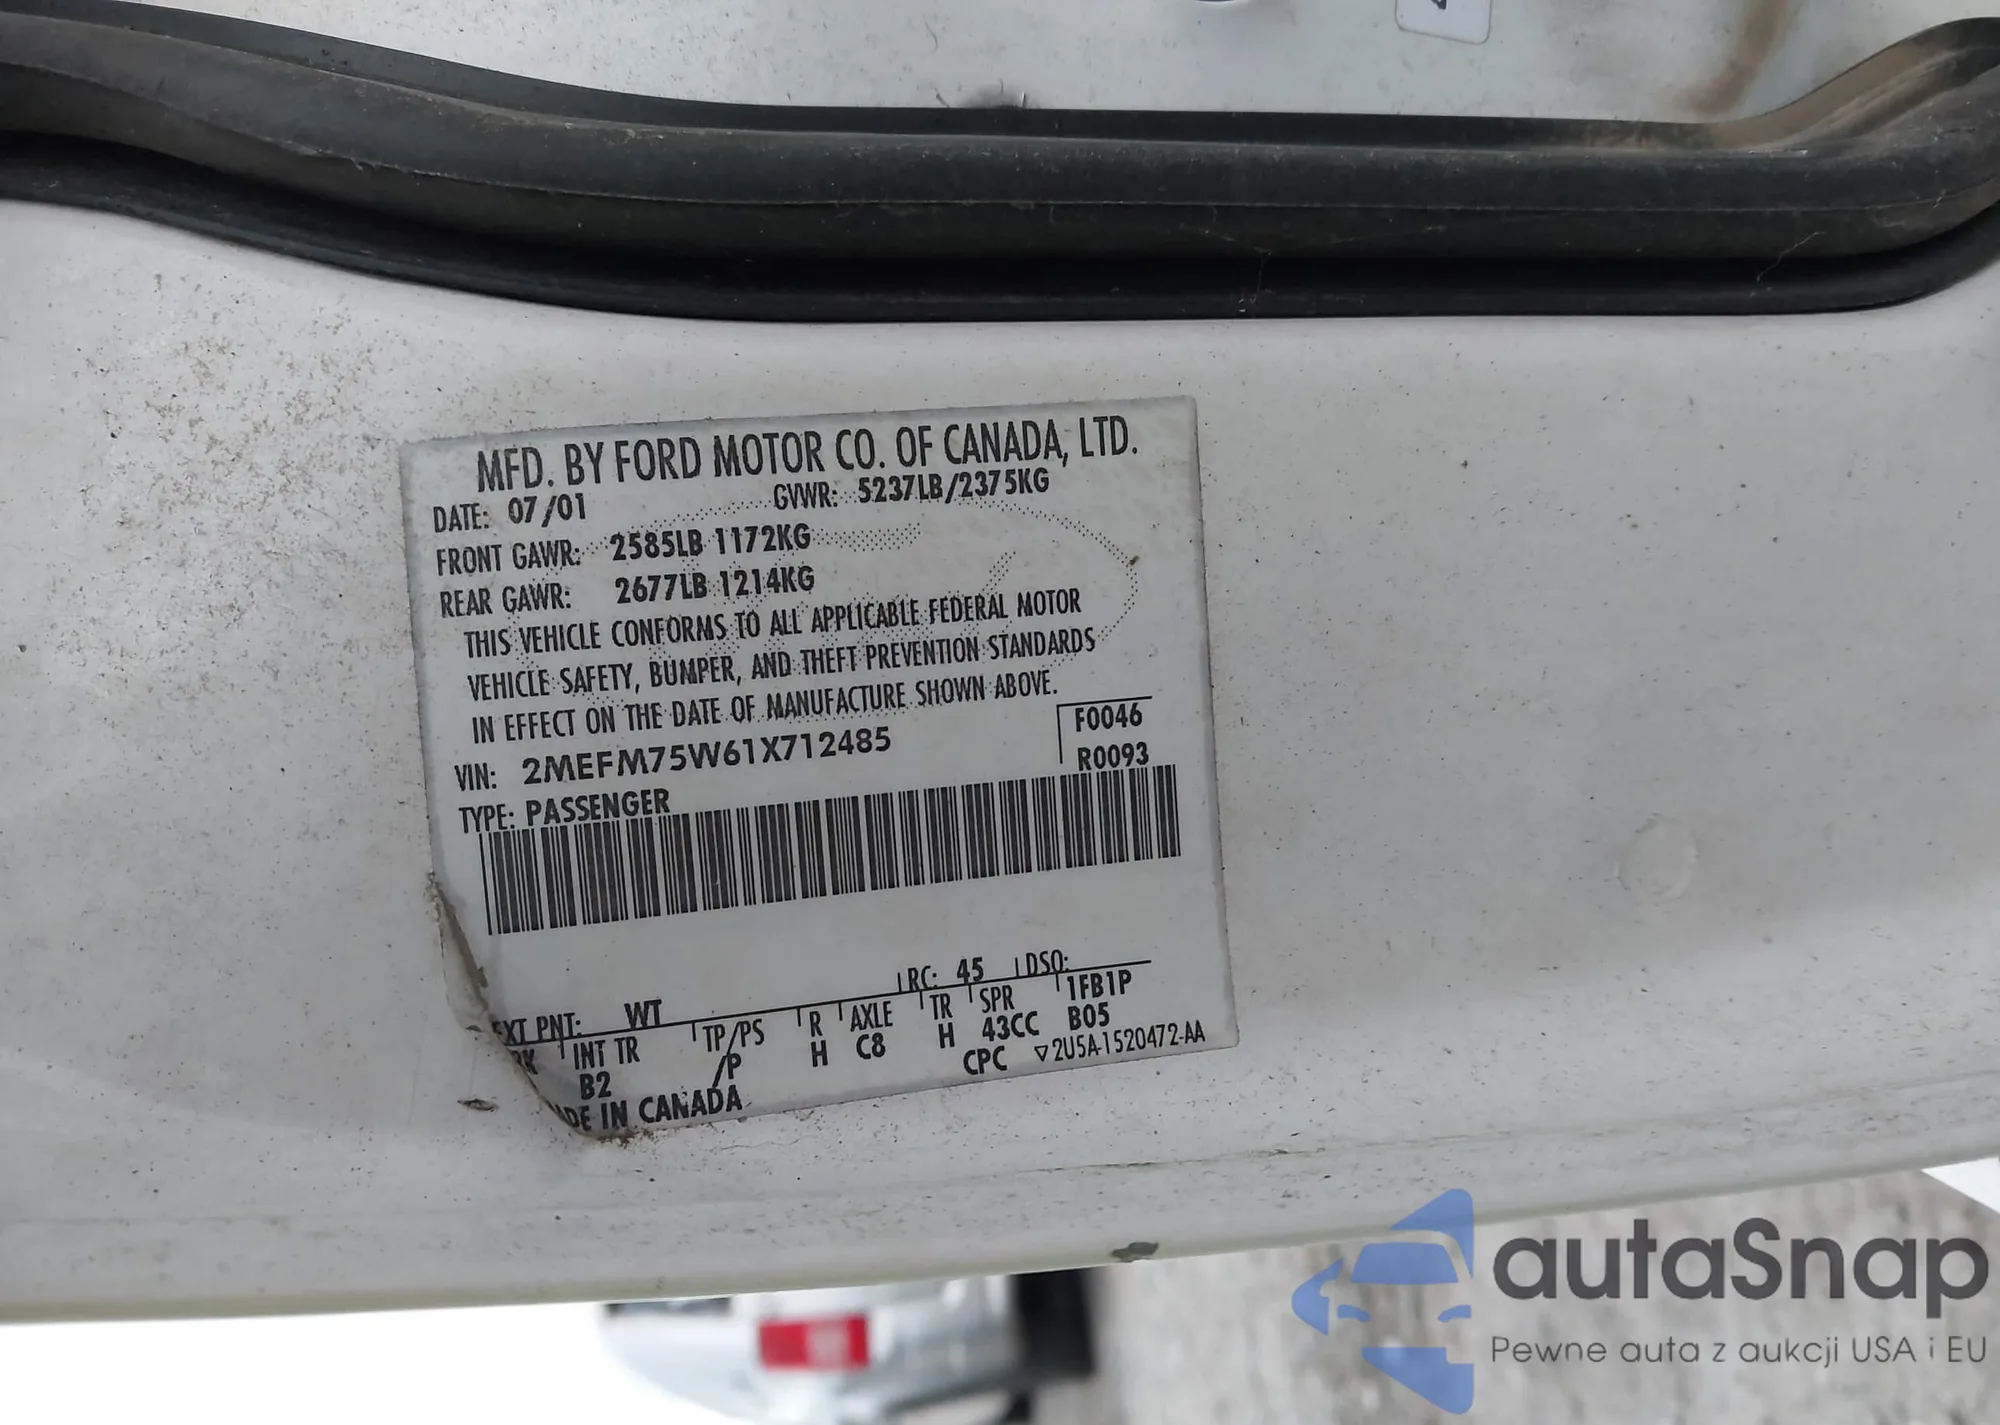 MFD. BY FORD MOTOR CO. OF CANADA, LTD.
DATE: 07/01 GVWR: 5237LB/2375KG
FRONT GAWR: 2585LB 1172KG
REAR GAWR: 2677LB 1214KG
THIS VEHICLE CONFORMS TO ALL APPLICABLE FEDERAL MOTOR
VEHICLE SAFETY, BUMPER, AND THEFT PREVENTION STANDARDS
IN EFFECT ON THE DATE OF MANUFACTURE SHOWN ABOVE.
F0046
VIN: 2MEFM75W61X712485
R0093
TYPE: PASSENGER
EXT PNT: WT RC: 45 DSO:
INT TR TP/PS R AXLE TR SPR 1FB1P
B2 /P H C8 H 43CC B05
IN CANADA CPC 2U5A-1520472-AA
autaSnap
Pewne auta z aukcji USA i EU